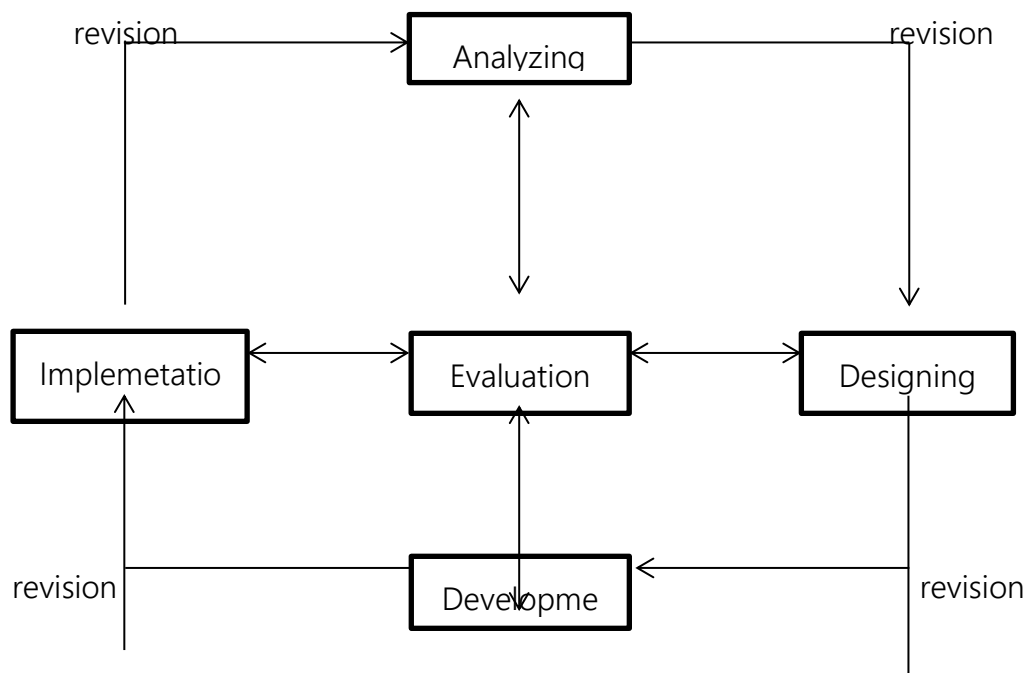 revision
Analyzing
revision
Implemetatio
Evaluation
Designing
revision
Developme
revision